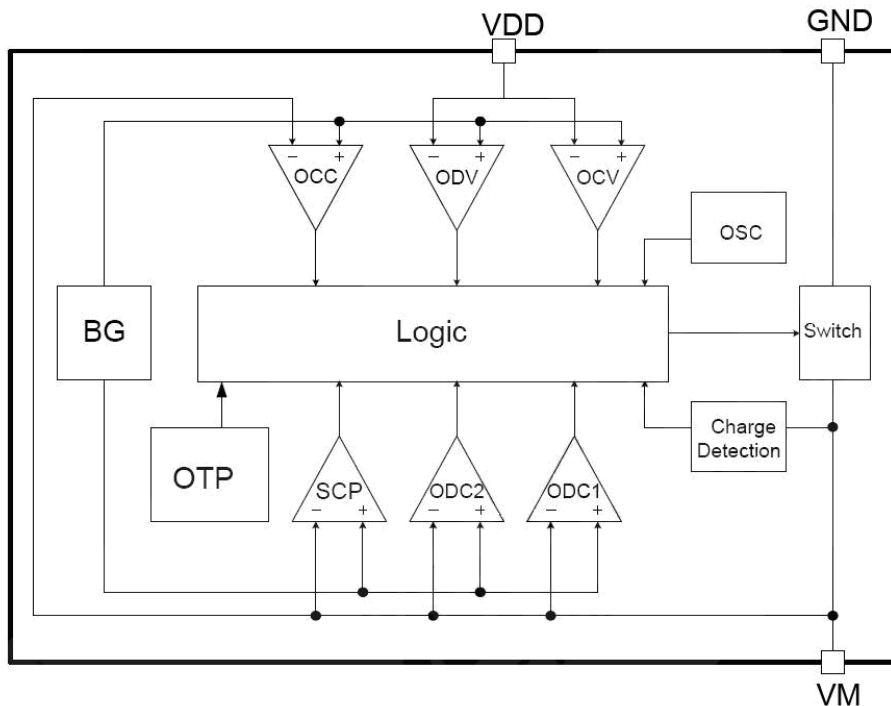 VDD
GND
− +
OCC
− +
ODV
− +
OCV
OSC
BG
Logic
Switch
OTP
SCP
− +
ODC2
− +
ODC1
− +
Charge
Detection
VM